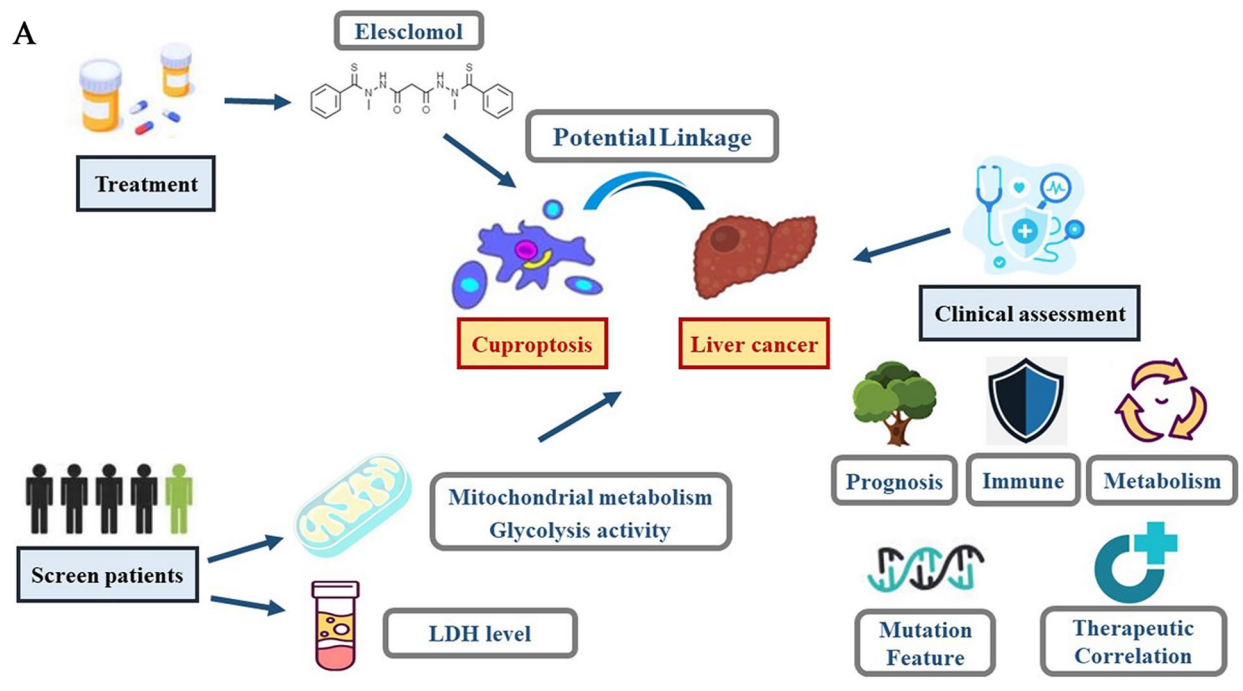 A
Elesclomol
S
H
N
N
O
O
H
N
N
S
Potential Linkage
Treatment
Clinical assessment
Cuproptosis
Liver cancer
Prognosis
Immune
Metabolism
Mitochondrial metabolism
Glycolysis activity
Screen patients
LDH level
Mutation
Feature
Therapeutic
Correlation